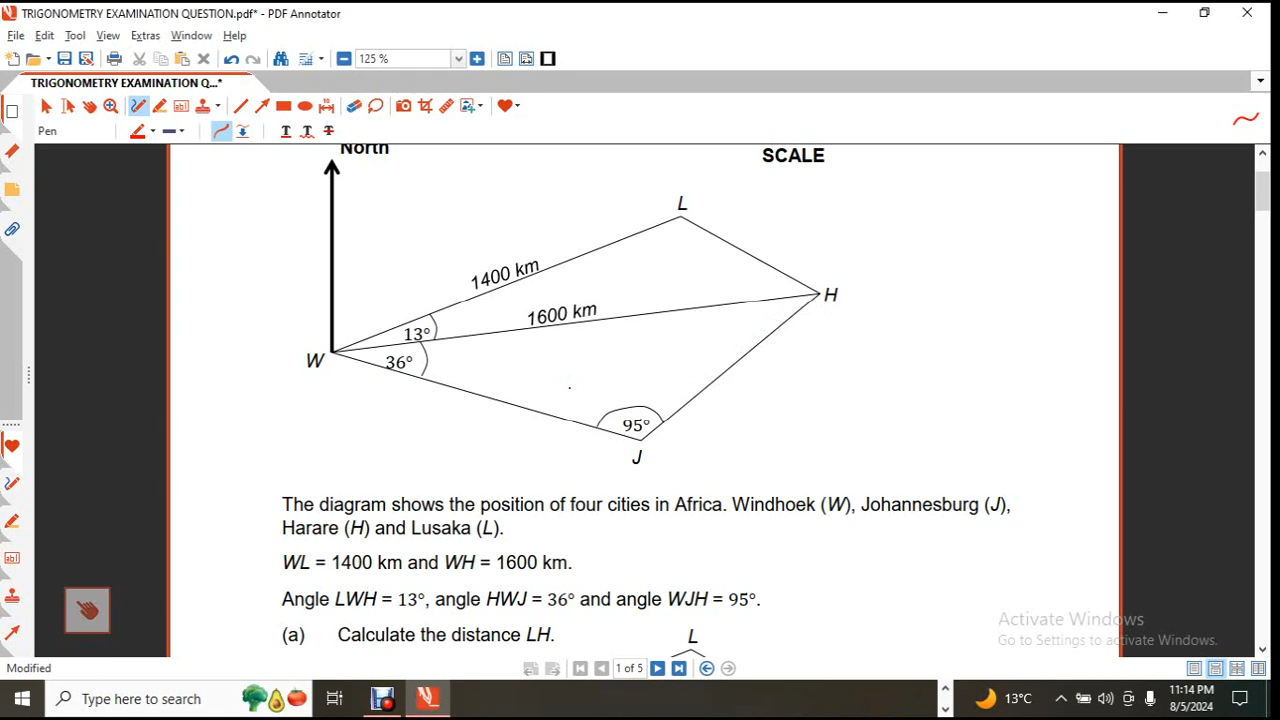 TRIGONOMETRY EXAMINATION QUESTION.pdf* - PDF Annotator
File Edit Tool View Extras Window Help
125 %
TRIGONOMETRY EXAMINATION Q...*
Pen
North
SCALE
L
1400 km
H
1600 km
13°
W
36°
95°
J
The diagram shows the position of four cities in Africa. Windhoek (W), Johannesburg (J),
Harare (H) and Lusaka (L).
WL = 1400 km and WH = 1600 km.
Angle LWH = 13°, angle HWJ = 36° and angle WJH = 95°.
(a) Calculate the distance LH.
L
Activate Windows
Go to Settings to activate Windows.
Modified
1 of 5
Type here to search
13°C
11:14 PM
8/5/2024